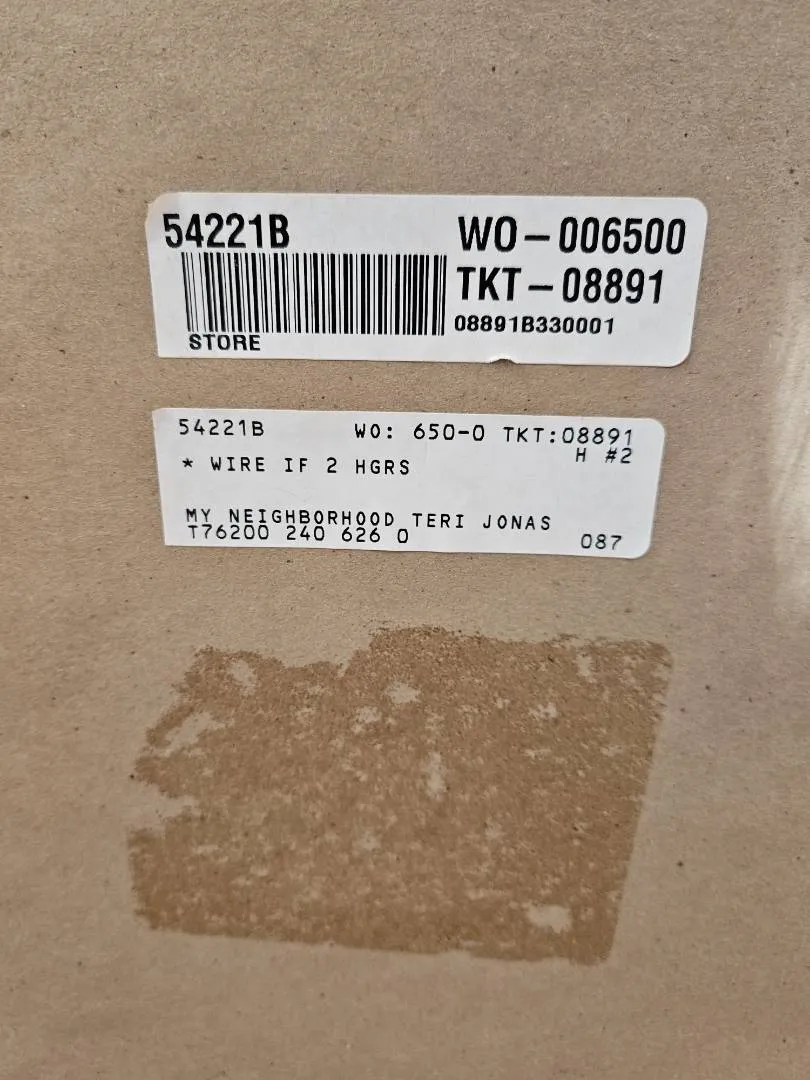 54221B
WO-006500
TKT-08891
08891B330001
STORE
54221B WO: 650-0 TKT:08891
H #2
* WIRE IF 2 HGRS
MY NEIGHBORHOOD TERI JONAS
T76200 240 626 0
087